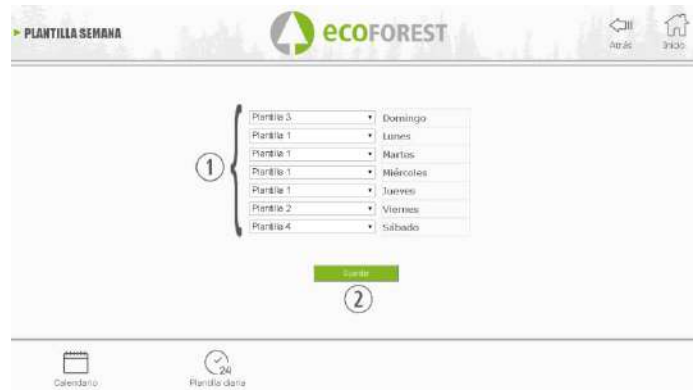 PLANTILLA SEMANA
ecoFOREST
Atrás
Inicio
Plantilla 3 Domingo
Plantilla 1 Lunes
Plantilla 1 Martes
1
Plantilla 1 Miércoles
Plantilla 1 Jueves
Plantilla 2 Viernes
Plantilla 4 Sábado
Guardar
2
24
Calendario
Plantilla diaria